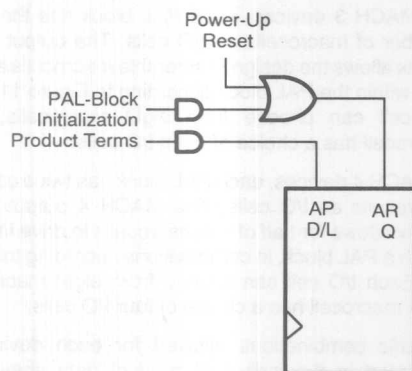 Power-Up
Reset
PAL-Block
Initialization
Product Terms
AP AR
D/L Q